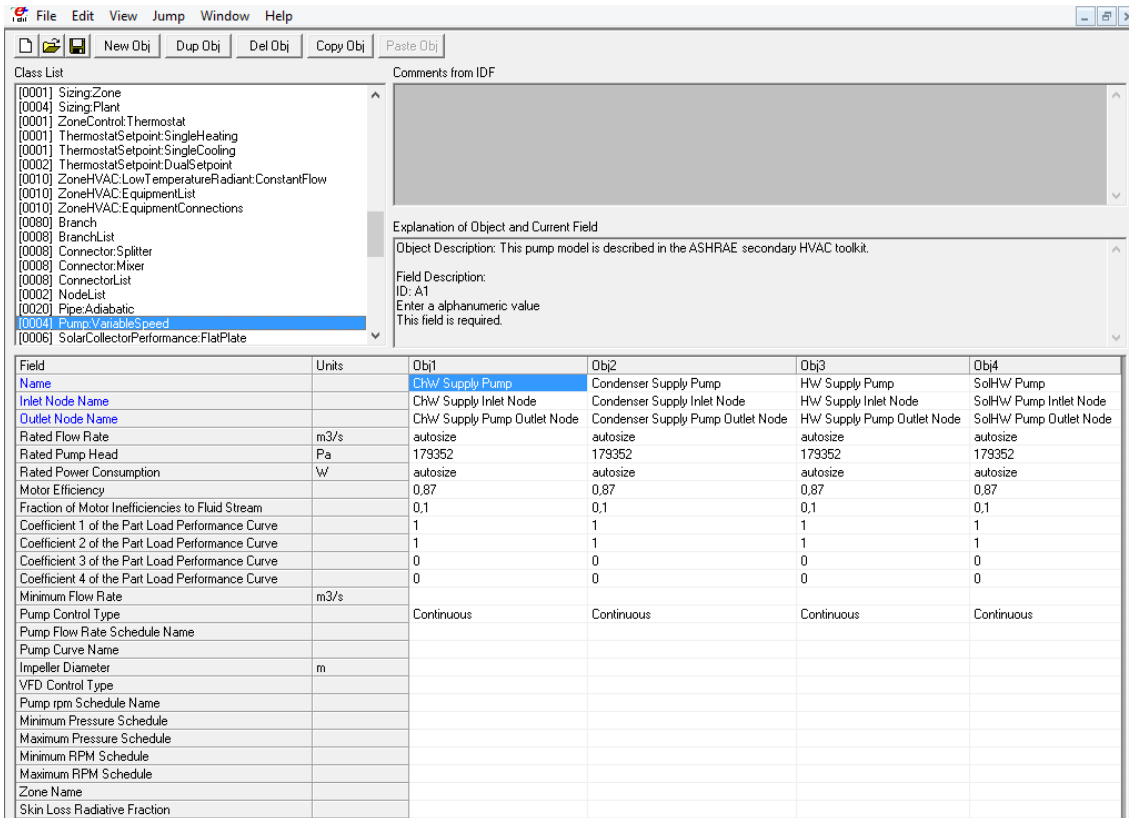 File Edit View Jump Window Help
New Obj Dup Obj Del Obj Copy Obj Paste Obj
Class List
[0001] Sizing:Zone
[0004] Sizing:Plant
[0001] ZoneControl:Thermostat
[0001] ThermostatSetpoint:SingleHeating
[0001] ThermostatSetpoint:SingleCooling
[0002] ThermostatSetpoint:DualSetpoint
[0010] ZoneHVAC:LowTemperatureRadiant:ConstantFlow
[0010] ZoneHVAC:EquipmentList
[0010] ZoneHVAC:EquipmentConnections
[0080] Branch
[0008] BranchList
[0008] Connector:Splitter
[0008] Connector:Mixer
[0008] ConnectorList
[0002] NodeList
[0020] Pipe:Adiabatic
[0004] Pump:VariableSpeed
[0006] SolarCollectorPerformance:FlatPlate
Comments from IDF
Explanation of Object and Current Field
Object Description: This pump model is described in the ASHRAE secondary HVAC toolkit.
Field Description:
ID: A1
Enter a alphanumeric value
This field is required.
Field Units Obj1 Obj2 Obj3 Obj4
Name ChW Supply Pump Condenser Supply Pump HW Supply Pump SolHW Pump
Inlet Node Name ChW Supply Inlet Node Condenser Supply Inlet Node HW Supply Inlet Node SolHW Pump Intlet Node
Outlet Node Name ChW Supply Pump Outlet Node Condenser Supply Pump Outlet Node HW Supply Pump Outlet Node SolHW Pump Outlet Node
Rated Flow Rate m3/s autosize autosize autosize autosize
Rated Pump Head Pa 179352 179352 179352 179352
Rated Power Consumption W autosize autosize autosize autosize
Motor Efficiency 0,87 0,87 0,87 0,87
Fraction of Motor Inefficiencies to Fluid Stream 0,1 0,1 0,1 0,1
Coefficient 1 of the Part Load Performance Curve 1 1 1 1
Coefficient 2 of the Part Load Performance Curve 1 1 1 1
Coefficient 3 of the Part Load Performance Curve 0 0 0 0
Coefficient 4 of the Part Load Performance Curve 0 0 0 0
Minimum Flow Rate m3/s
Pump Control Type Continuous Continuous Continuous Continuous
Pump Flow Rate Schedule Name
Pump Curve Name
Impeller Diameter m
VFD Control Type
Pump rpm Schedule Name
Minimum Pressure Schedule
Maximum Pressure Schedule
Minimum RPM Schedule
Maximum RPM Schedule
Zone Name
Skin Loss Radiative Fraction